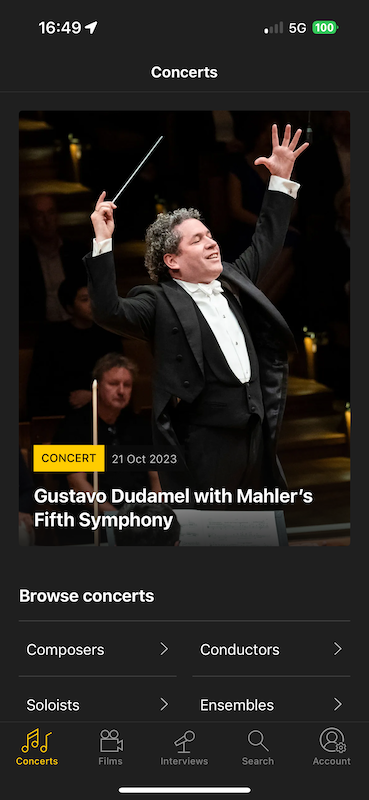 16:49
5G
100
Concerts
CONCERT
21 Oct 2023
Gustavo Dudamel with Mahler’s
Fifth Symphony
Browse concerts
Composers
Conductors
Soloists
Ensembles
Concerts
Films
Interviews
Search
Account